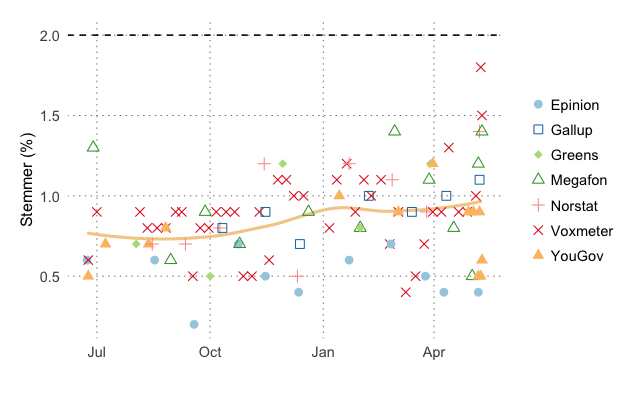 Stemmer (%)
2.0
1.5
1.0
0.5
Jul
Oct
Jan
Apr
Epinion
Gallup
Greens
Megafon
Norstat
Voxmeter
YouGov